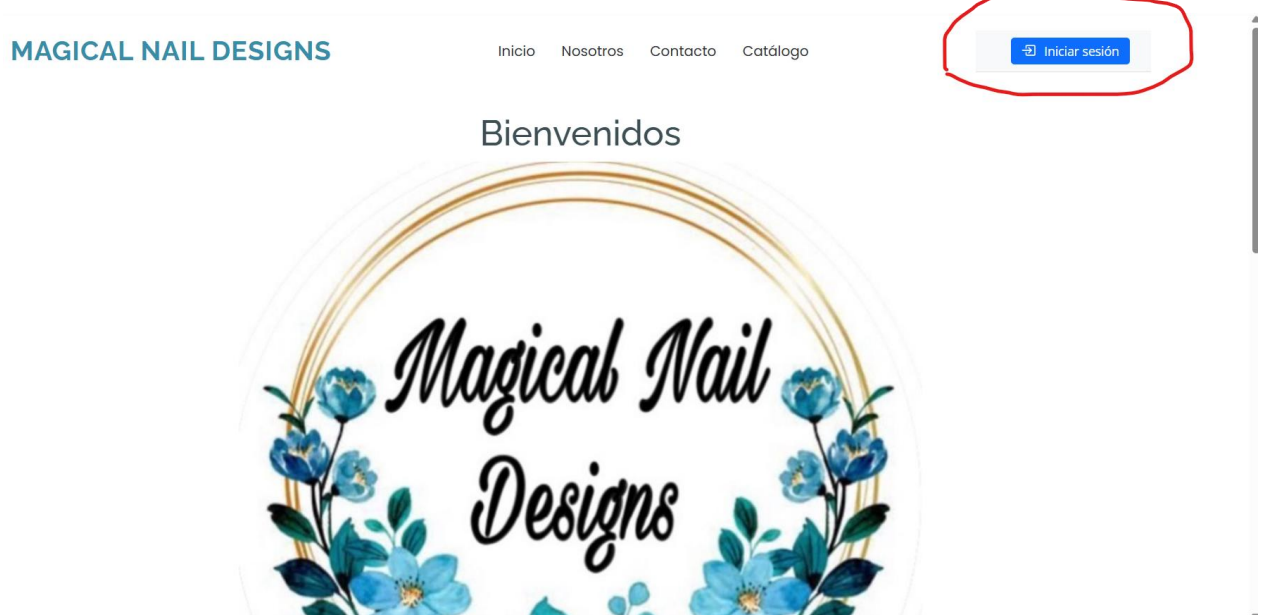 MAGICAL NAIL DESIGNS
Inicio Nosotros Contacto Catálogo
Iniciar sesión
Bienvenidos
Magical Nail
Designs